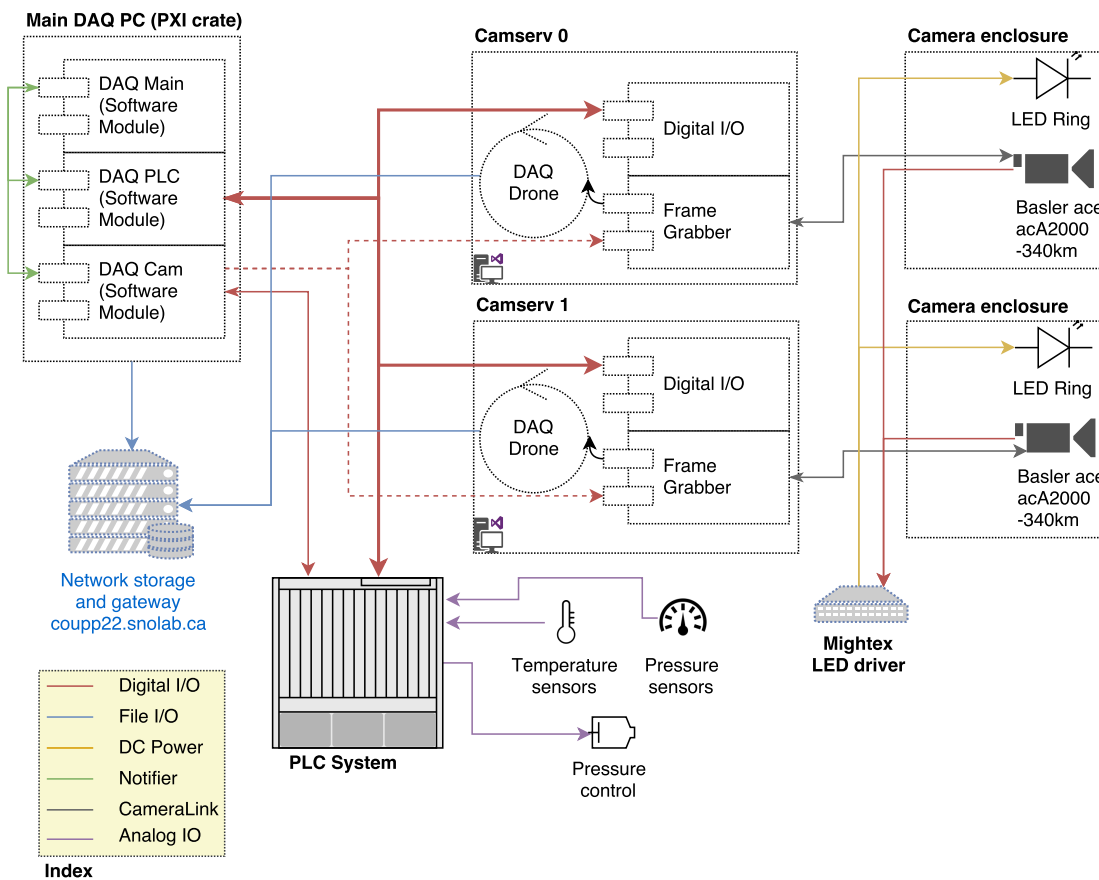 Main DAQ PC (PXI crate)
DAQ Main
(Software
Module)
DAQ PLC
(Software
Module)
DAQ Cam
(Software
Module)
Camserv 0
DAQ
Drone
Digital I/O
Frame
Grabber
Camserv 1
DAQ
Drone
Digital I/O
Frame
Grabber
Camera enclosure
LED Ring
Basler ace
acA2000
-340km
Camera enclosure
LED Ring
Basler ace
acA2000
-340km
Network storage
and gateway
coupp22.snolab.ca
Mightex
LED driver
Temperature
sensors
Pressure
sensors
Pressure
control
PLC System
Digital I/O
File I/O
DC Power
Notifier
CameraLink
Analog IO
Index